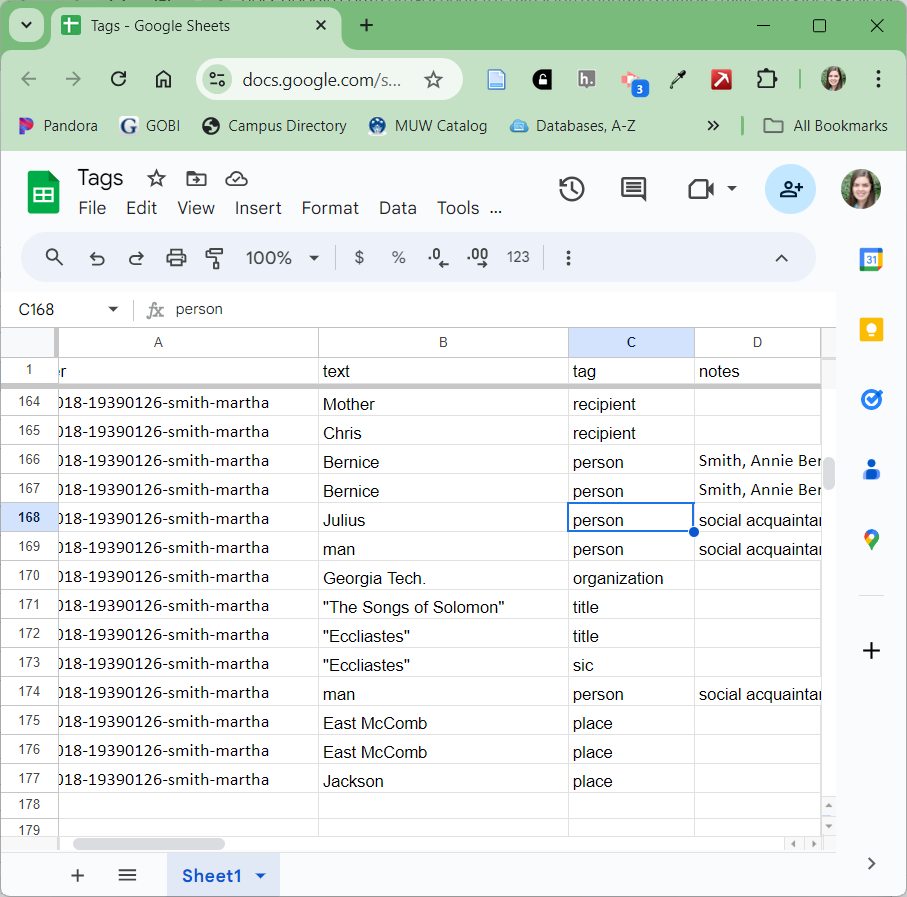 Tags - Google Sheets
docs.google.com/s...
h.
3
Pandora GOBI Campus Directory MUW Catalog Databases, A-Z All Bookmarks
Tags
File Edit View Insert Format Data Tools ...
100% $ % .0 .00 123
31
C168 fx person
A B C D
1 r text tag notes
164 018-19390126-smith-martha Mother recipient
165 018-19390126-smith-martha Chris recipient
166 018-19390126-smith-martha Bernice person Smith, Annie Ber
167 018-19390126-smith-martha Bernice person Smith, Annie Ber
168 018-19390126-smith-martha Julius person social acquaintan
169 018-19390126-smith-martha man person social acquaintan
170 018-19390126-smith-martha Georgia Tech. organization
171 018-19390126-smith-martha "The Songs of Solomon" title
172 018-19390126-smith-martha "Eccliastes" title
173 018-19390126-smith-martha "Eccliastes" sic
174 018-19390126-smith-martha man person social acquaintan
175 018-19390126-smith-martha East McComb place
176 018-19390126-smith-martha East McComb place
177 018-19390126-smith-martha Jackson place
178
179
Sheet1